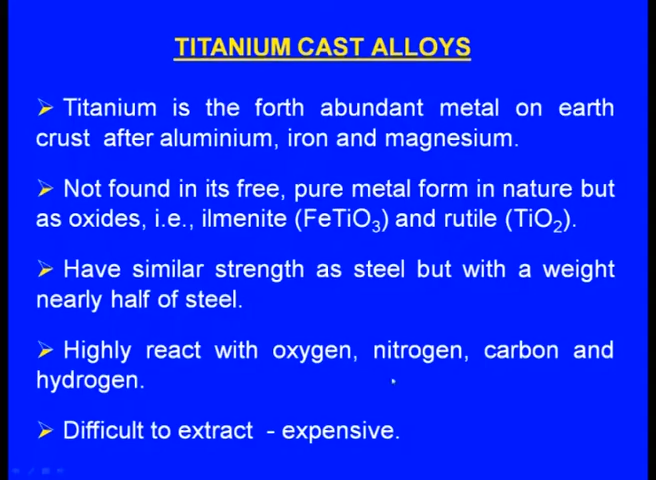 TITANIUM CAST ALLOYS
➢ Titanium is the forth abundant metal on earth
crust after aluminium, iron and magnesium.
➢ Not found in its free, pure metal form in nature but
as oxides, i.e., ilmenite (FeTiO₃) and rutile (TiO₂).
➢ Have similar strength as steel but with a weight
nearly half of steel.
➢ Highly react with oxygen, nitrogen, carbon and
hydrogen.
➢ Difficult to extract - expensive.